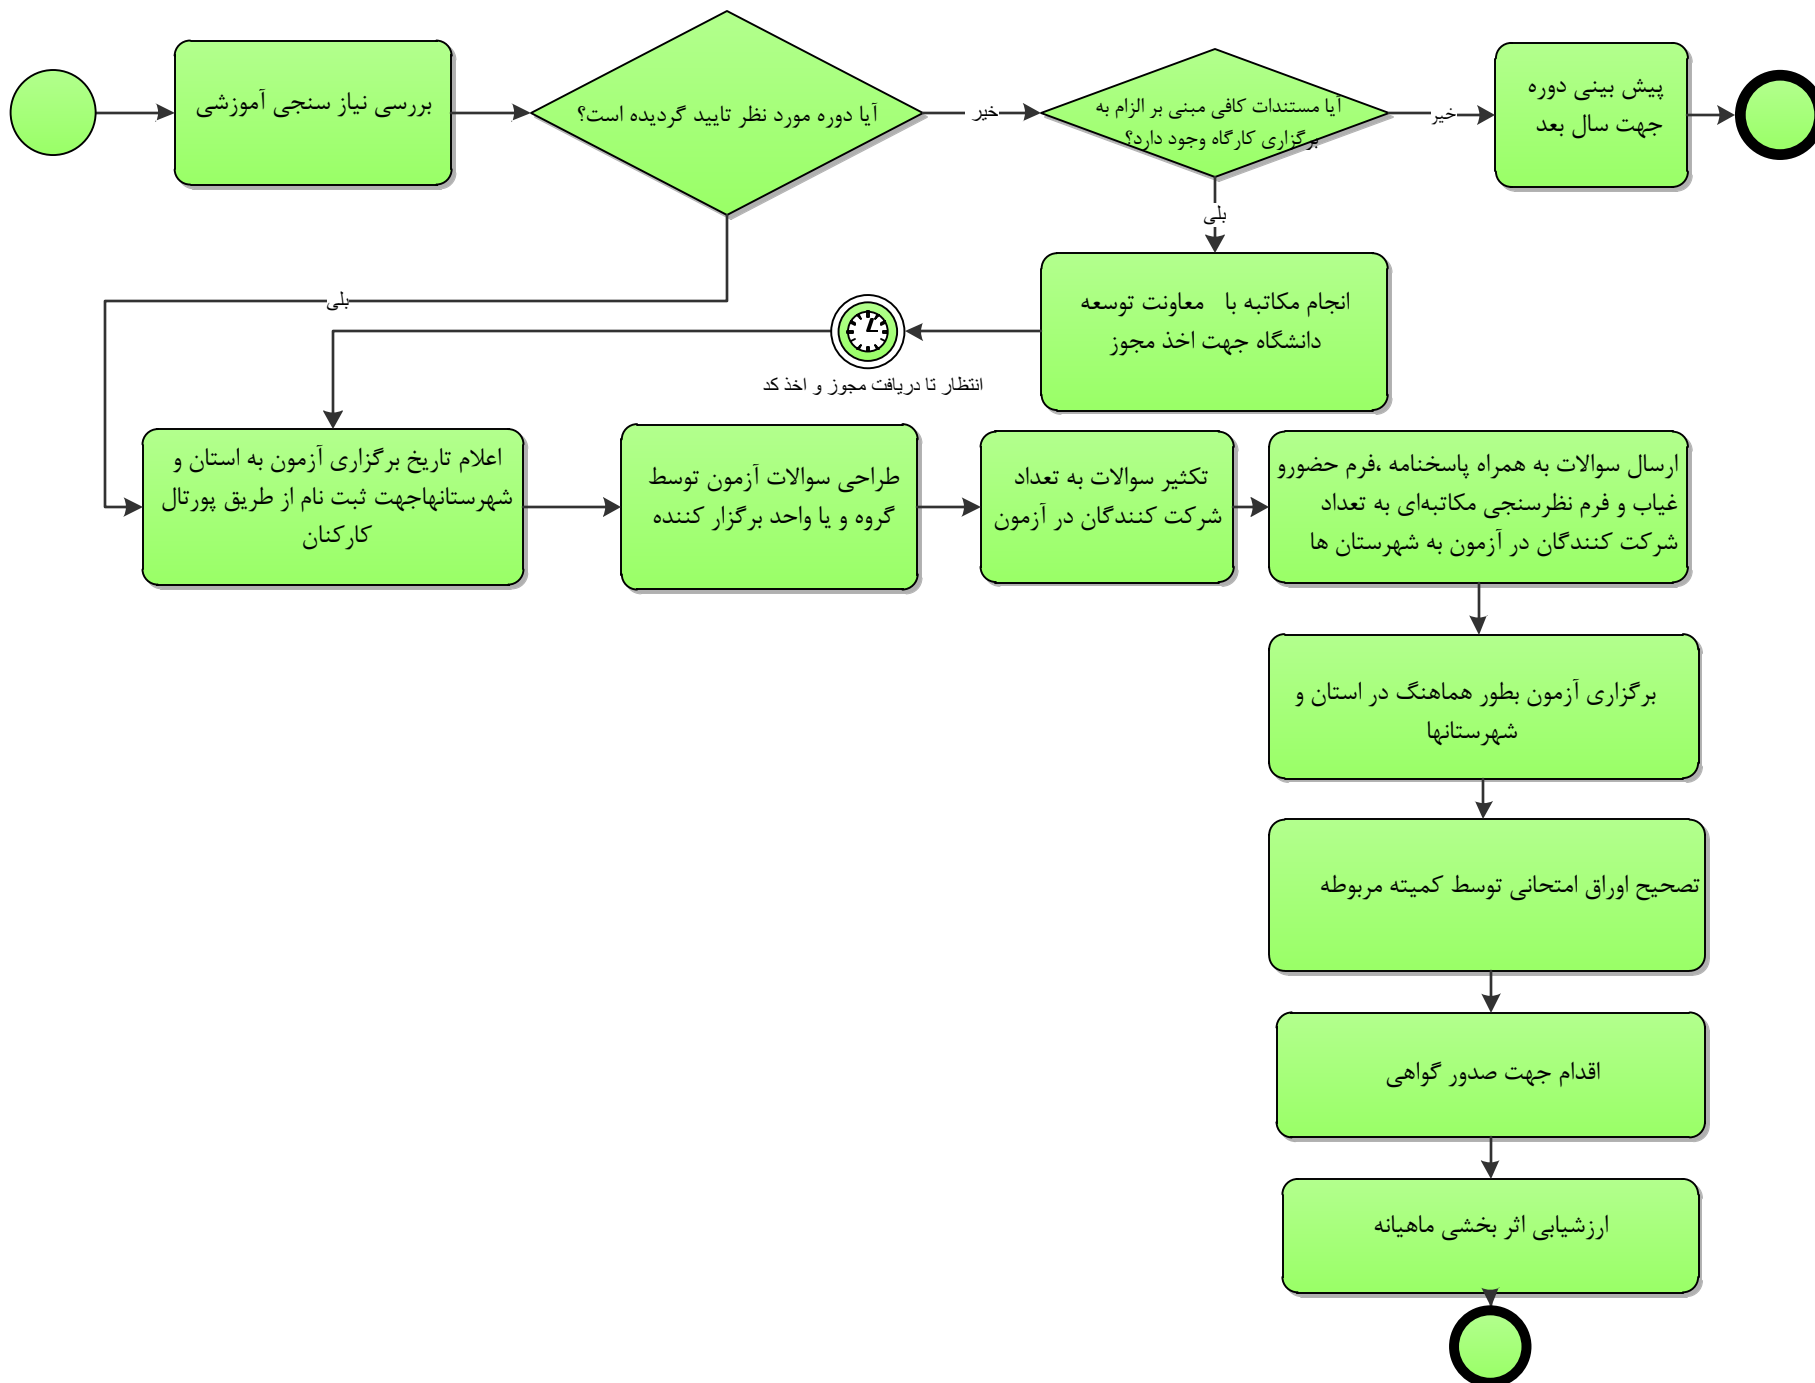 بررسی نیاز سنجی آموزشی
آیا دوره مورد نظر تایید گردیده است؟
خیر
آیا مستندات کافی مبنی بر الزام به
برگزاری کارگاه وجود دارد؟
خیر
پیش بینی دوره
جهت سال بعد
بلی
بلی
انجام مکاتبه با معاونت توسعه
دانشگاه جهت اخذ مجوز
انتظار تا دریافت مجوز و اخذ کد
اعلام تاریخ برگزاری آزمون به استان و
شهرستانهاجهت ثبت نام از طریق پورتال
کارکنان
طراحی سوالات آزمون توسط
گروه و یا واحد برگزار کننده
تکثیر سوالات به تعداد
شرکت کنندگان در آزمون
ارسال سوالات به همراه پاسخنامه ،فرم حضورو
غیاب و فرم نظرسنجی مکاتبه‌ای به تعداد
شرکت کنندگان در آزمون به شهرستان ها
برگزاری آزمون بطور هماهنگ در استان و
شهرستانها
تصحیح اوراق امتحانی توسط کمیته مربوطه
اقدام جهت صدور گواهی
ارزشیابی اثر بخشی ماهیانه